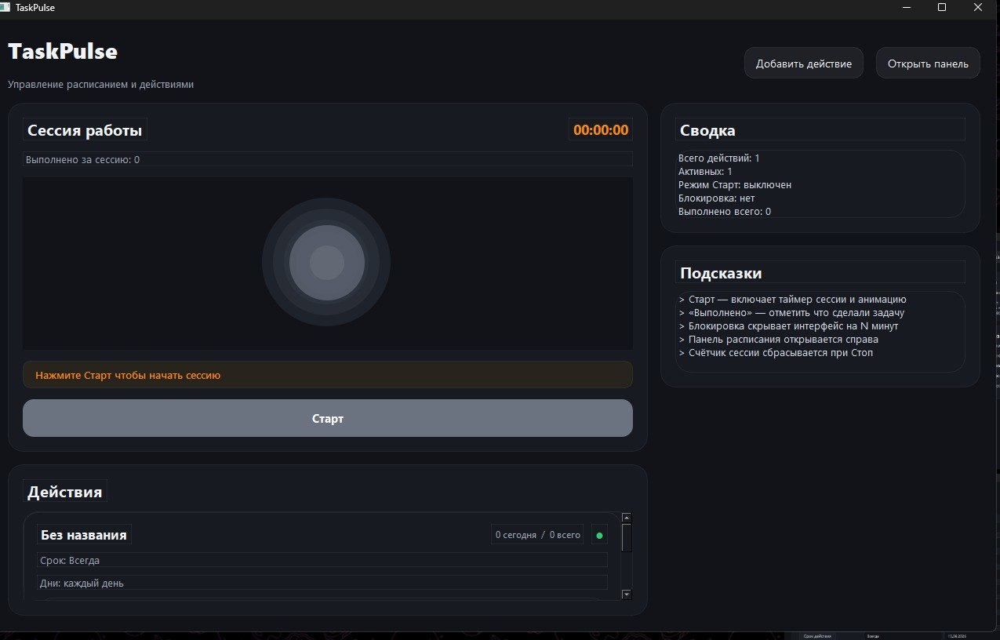 TaskPulse
TaskPulse
Управление расписанием и действиями
Добавить действие
Открыть панель
Сессия работы
00:00:00
Выполнено за сессию: 0
Нажмите Старт чтобы начать сессию
Старт
Действия
Без названия
0 сегодня / 0 всего
Срок: Всегда
Дни: каждый день
Сводка
Всего действий: 1
Активных: 1
Режим Старт: выключен
Блокировка: нет
Выполнено всего: 0
Подсказки
> Старт — включает таймер сессии и анимацию
> «Выполнено» — отметить что сделали задачу
> Блокировка скрывает интерфейс на N минут
> Панель расписания открывается справа
> Счётчик сессии сбрасывается при Стоп
Срок действия
Всегда